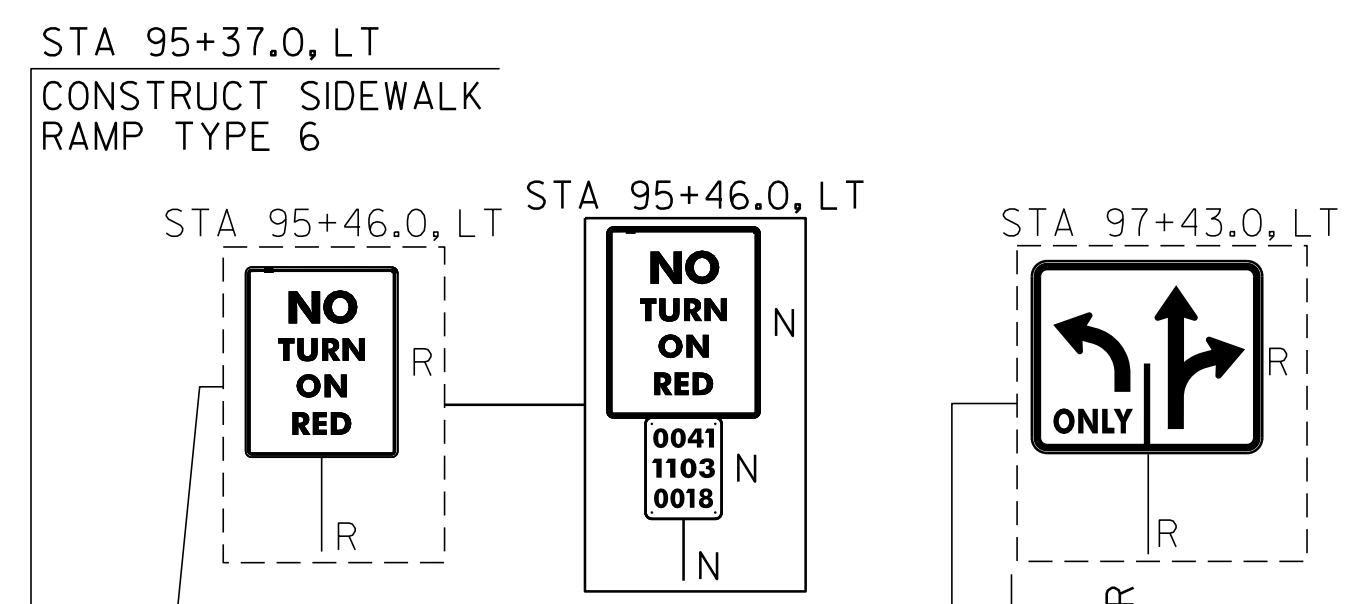 STA 95+37.0, LT
CONSTRUCT SIDEWALK
RAMP TYPE 6
STA 95+46.0, LT
NO
TURN
ON
RED
R
R
STA 95+46.0, LT
NO
TURN
ON
RED
N
0041
1103
0018
N
N
STA 97+43.0, LT
ONLY
R
R
R